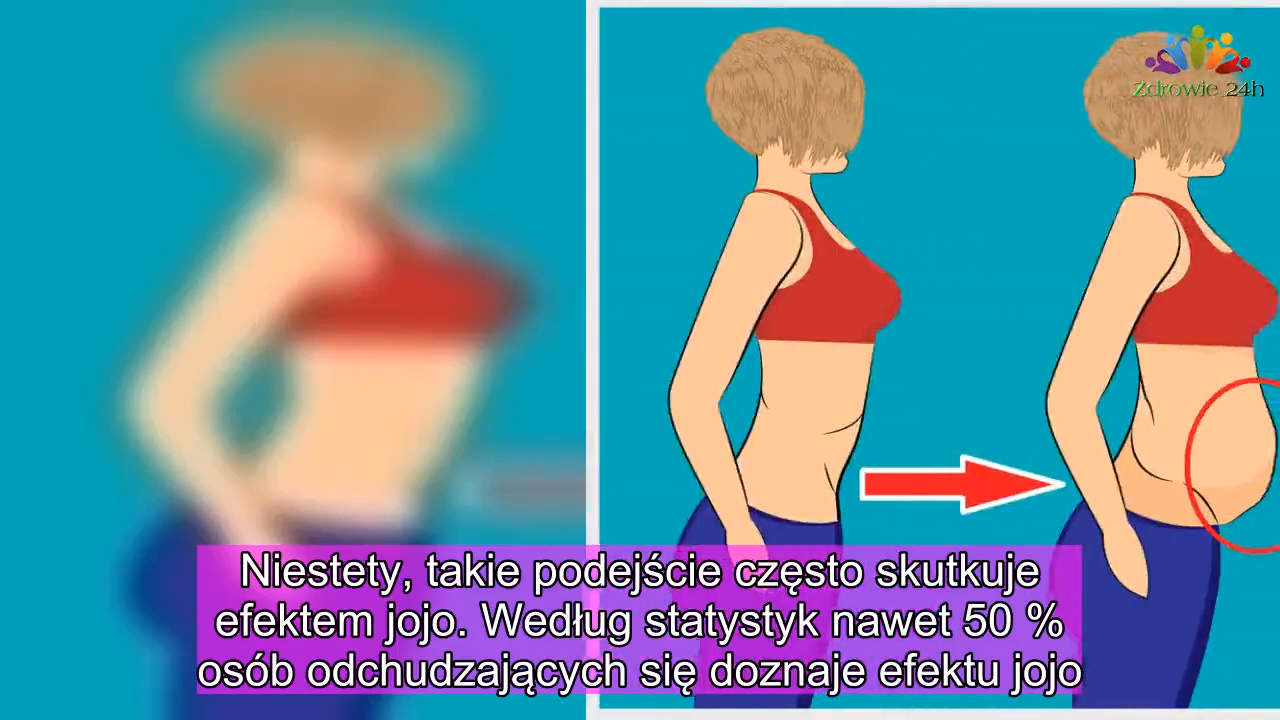 Zdrowie 24h
Niestety, takie podejście często skutkuje
efektem jojo. Według statystyk nawet 50 %
osób odchudzających się doznaje efektu jojo